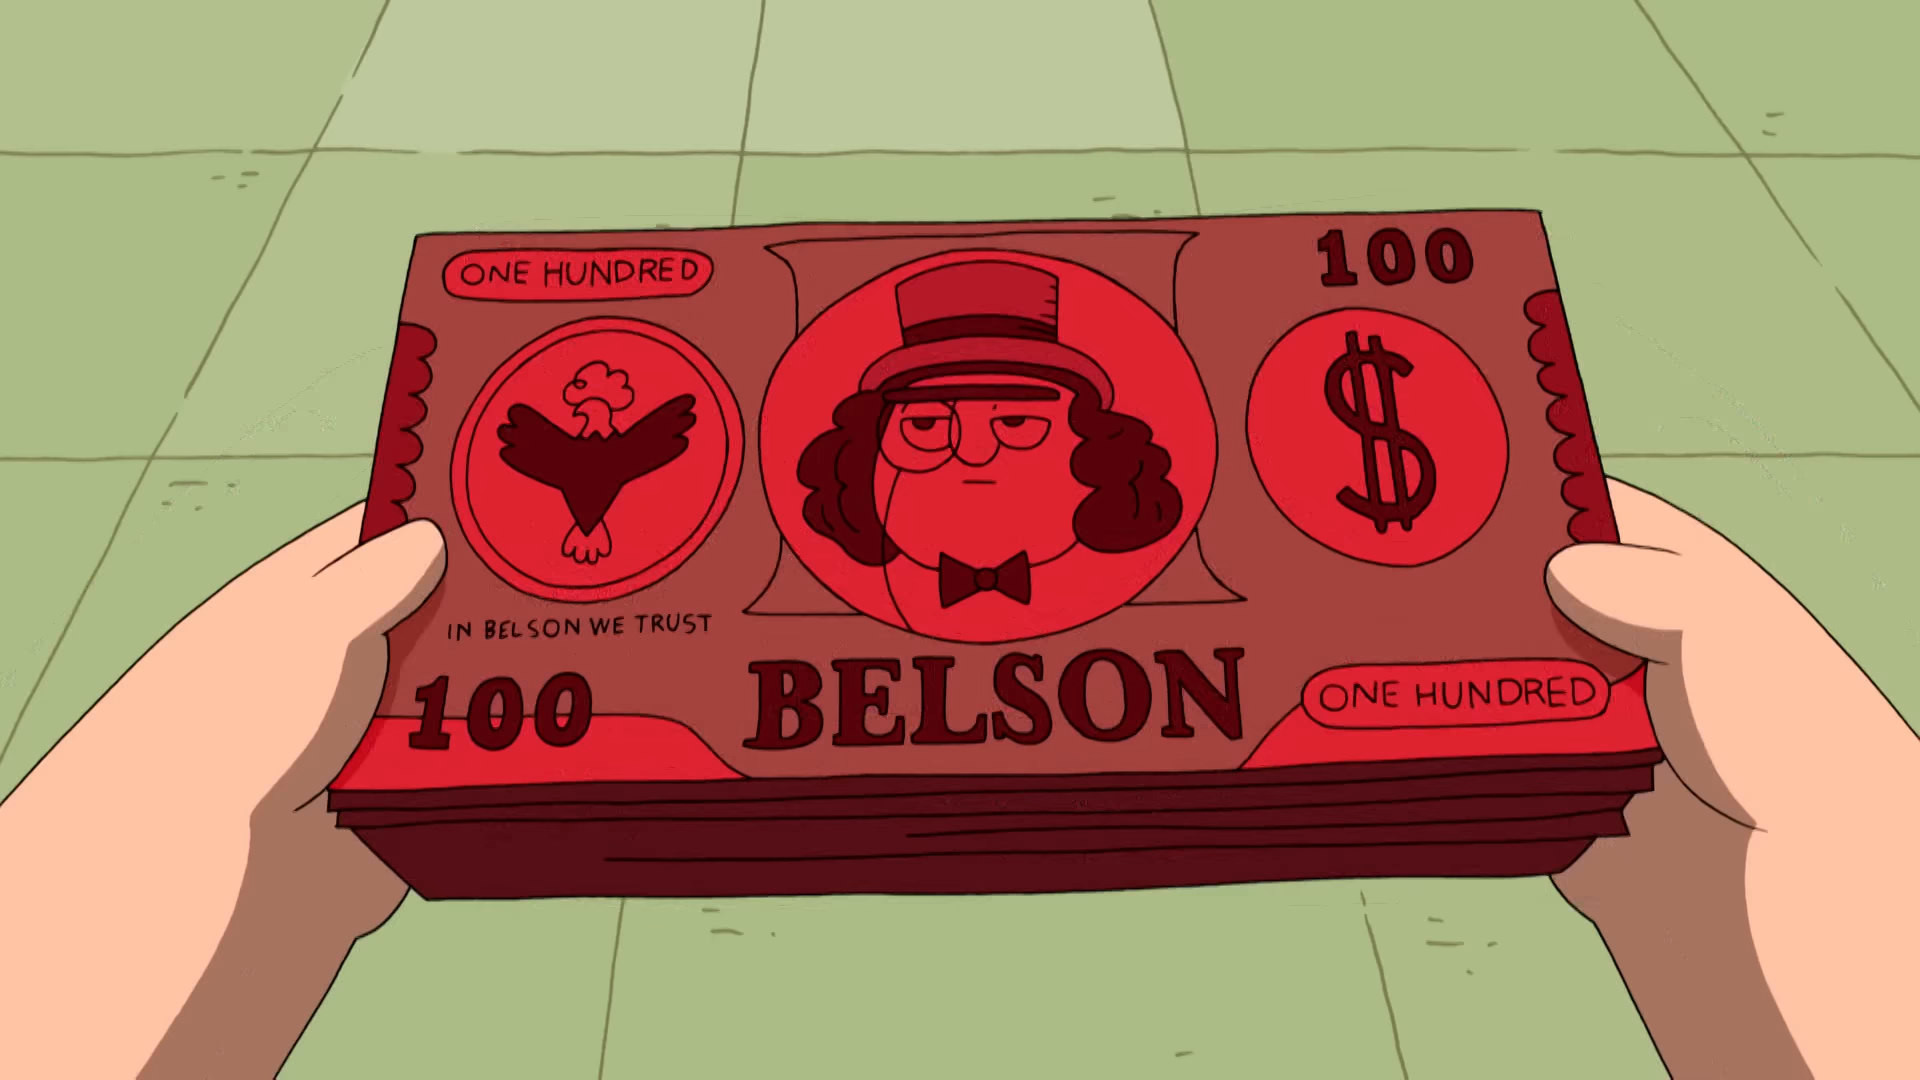 ONE HUNDRED
100
$
IN BELSON WE TRUST
100
BELSON
ONE HUNDRED